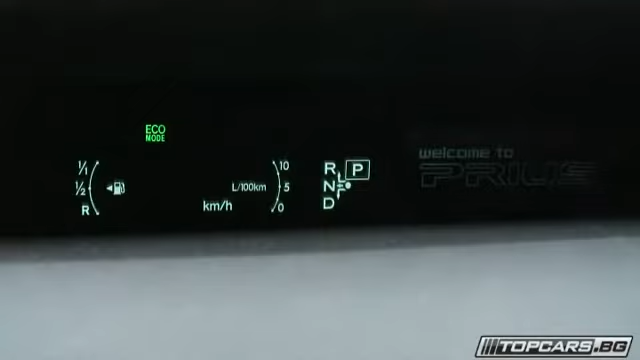 ECO
MODE
1/1
1/2
R
L/100km
km/h
10
5
0
R P
N
D
welcome to
PRIUS
TOPCARS.BG